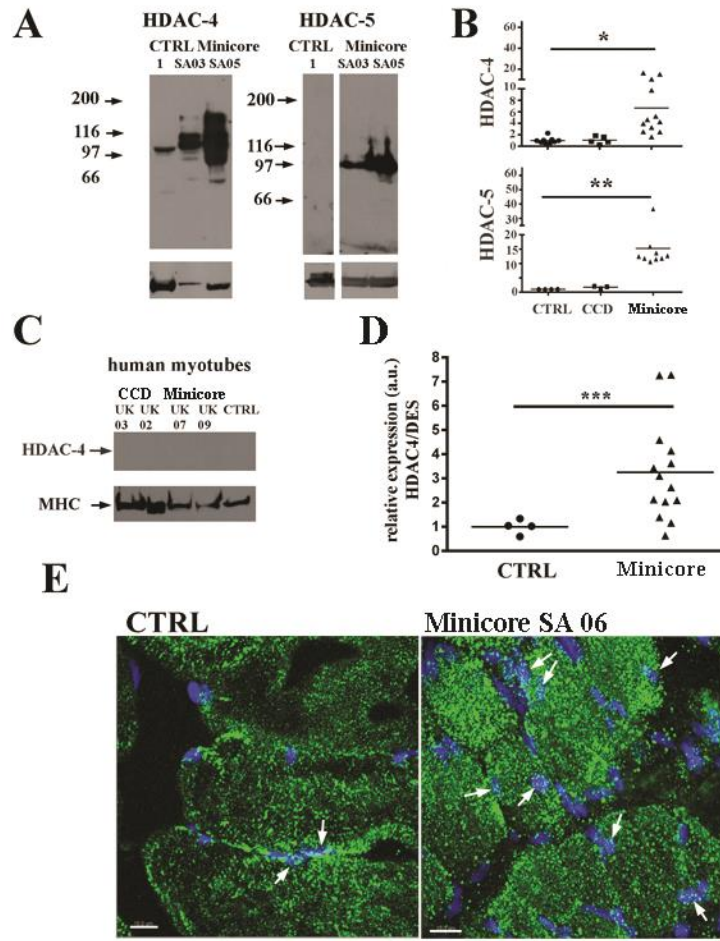 A
HDAC-4
CTRL Minicore
1 SA03 SA05
200
116
97
66
HDAC-5
CTRL Minicore
1 SA03 SA05
200
116
97
66
B
*
HDAC-4
60
40
20
8
6
4
2
0
**
HDAC-5
60
50
40
30
20
15
10
5
0
CTRL CCD Minicore
C
human myotubes
CCD Minicore
UK UK UK UK CTRL
03 02 07 09
HDAC-4
MHC
D
relative expression (a.u.)
HDAC4/DES
8
7
6
5
4
3
2
1
0
***
CTRL Minicore
E
CTRL
Minicore SA 06